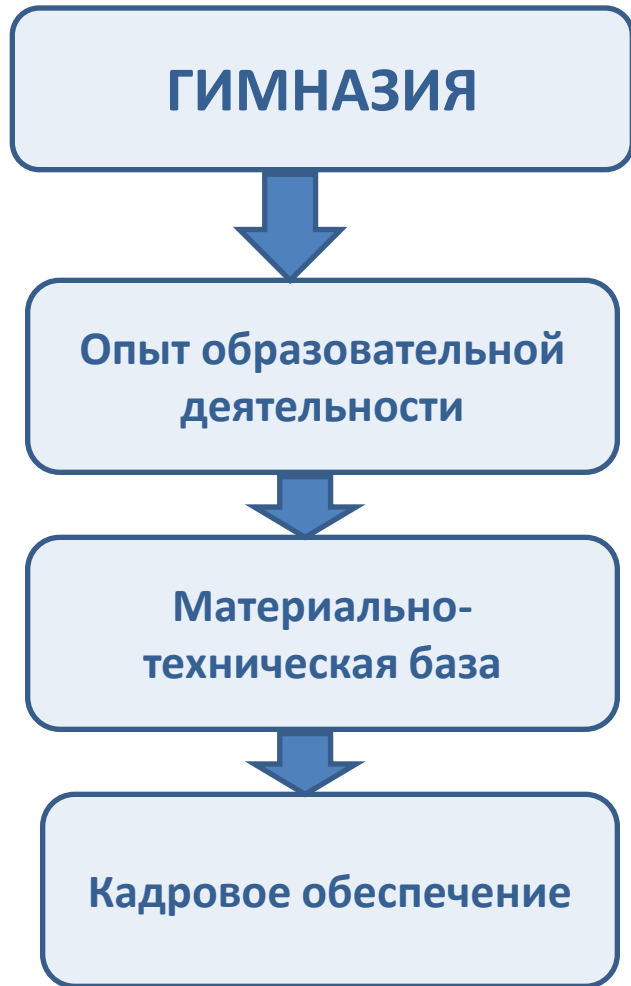 ГИМНАЗИЯ
Опыт образовательной
деятельности
Материально-
техническая база
Кадровое обеспечение